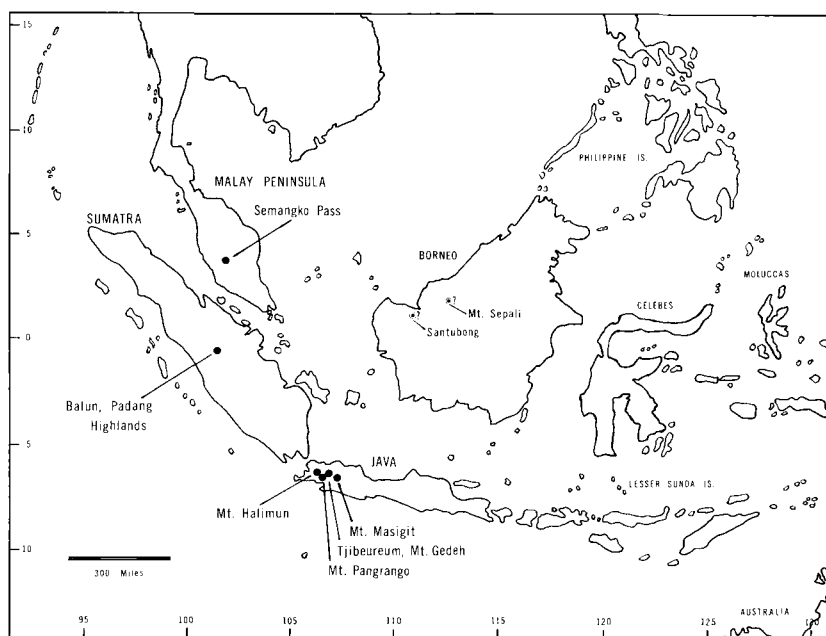 15
10
5
0
5
10
PHILIPPINE IS.
MALAY PENINSULA
Semangko Pass
SUMATRA
BORNEO
MOLUCCAS
?
Mt. Sepali
?
Santubong
CELEBES
Balun, Padang
Highlands
JAVA
LESSER SUNDA IS.
Mt. Halimun
Mt. Masigit
Tjibeureum, Mt. Gedeh
Mt. Pangrango
300 Miles
AUSTRALIA
95 100 105 110 115 120 125 130